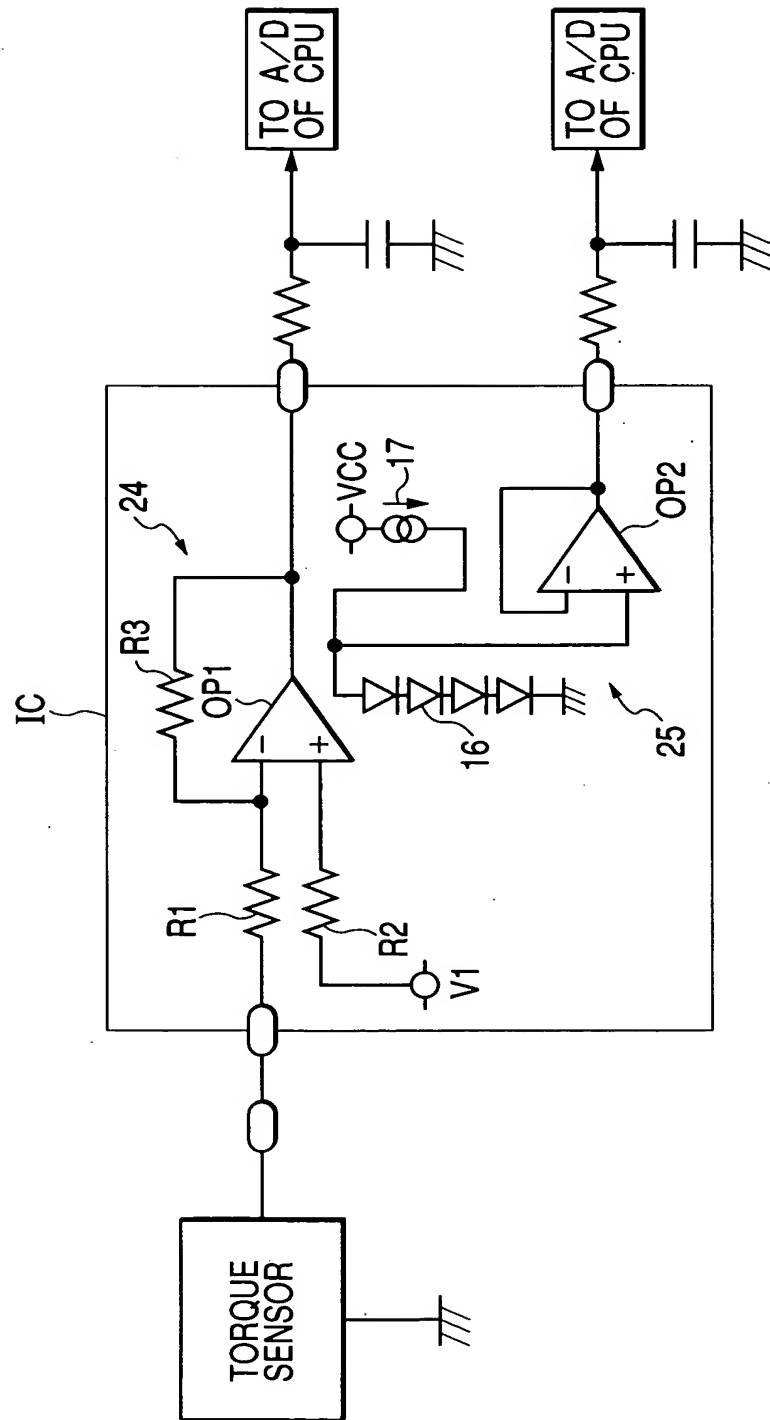 TORQUE
SENSOR
IC
R1
R2
V1
R3
OP1
-
+
24
VCC
17
16
25
-
+
OP2
TO A/D
OF CPU
TO A/D
OF CPU